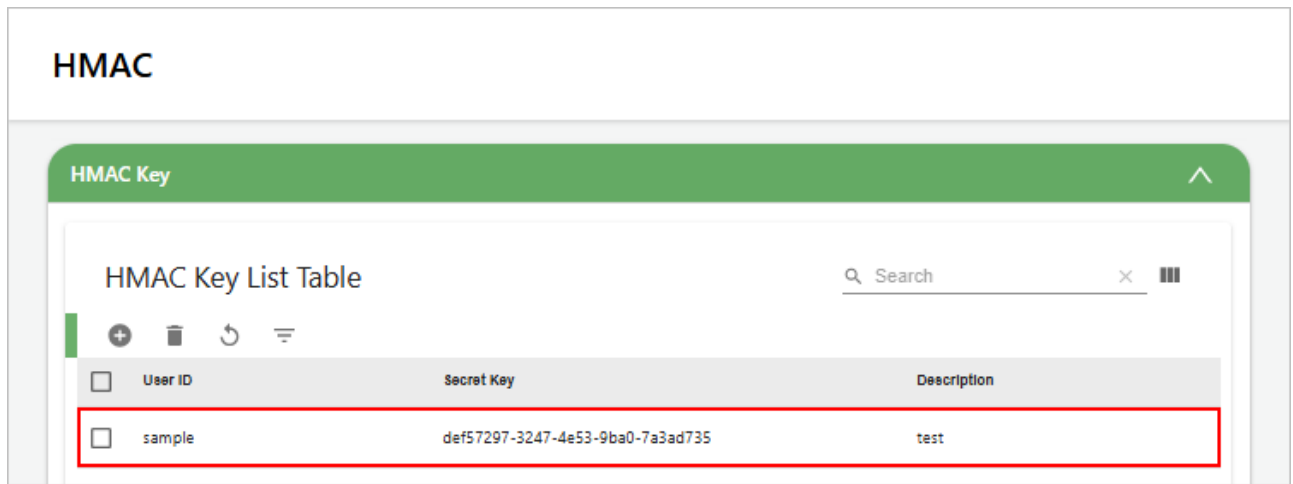 HMAC
HMAC Key
HMAC Key List Table
Search
User ID Secret Key Description
sample def57297-3247-4e53-9ba0-7a3ad735 test